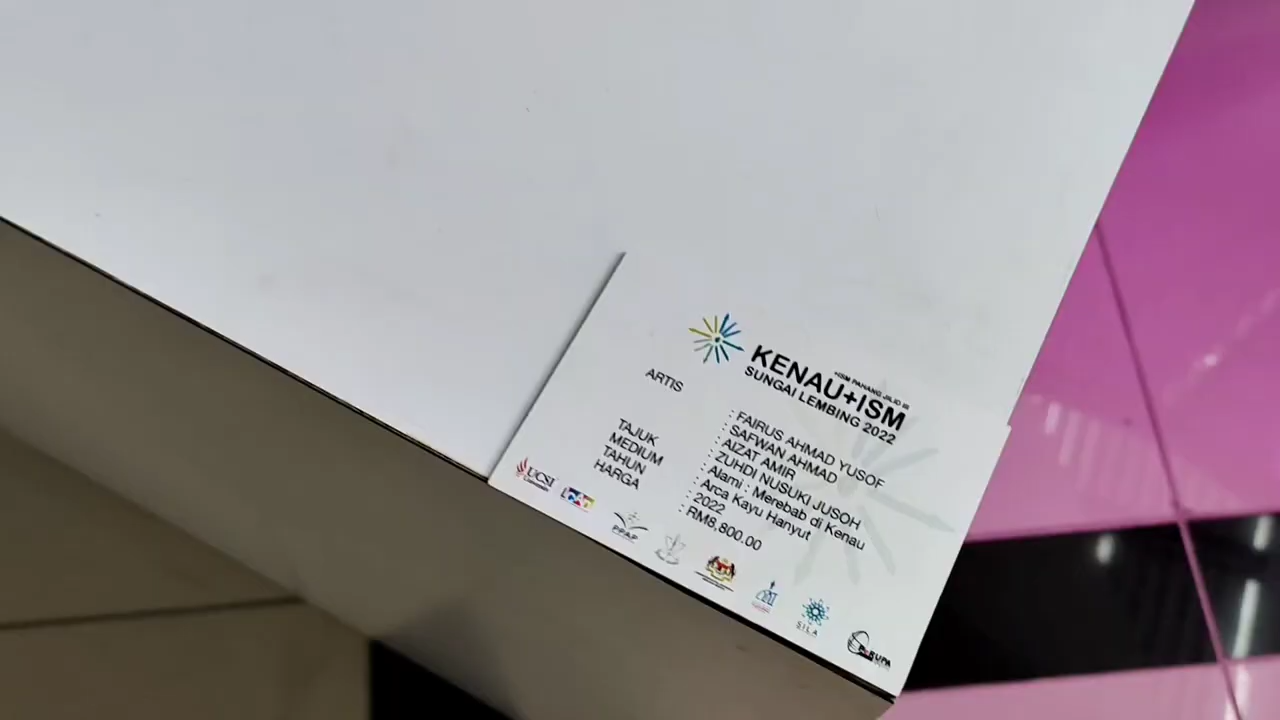 +ISM PAHANG JILID III
KENAU+ISM
SUNGAI LEMBING 2022
ARTIS : FAIRUS AHMAD YUSOF
SAFWAN AHMAD
AIZAT AMIR
ZUHDI NUSUKI JUSOH
TAJUK : Alami : Merebab di Kenau
MEDIUM : Arca Kayu Hanyut
TAHUN : 2022
HARGA : RM8,800.00
UCSI
PPAP
SILA